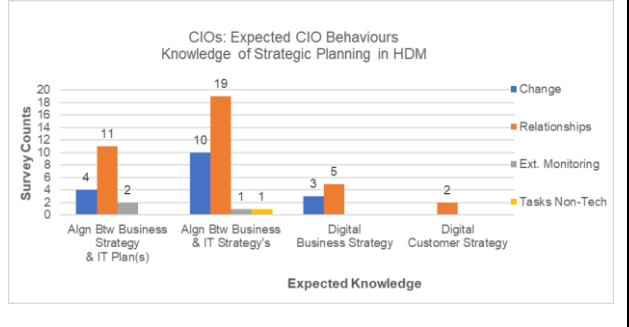 CIOs: Expected CIO Behaviours
Knowledge of Strategic Planning in HDM
20
18
16
14
12
10
8
6
4
2
0
Survey Counts
4
11
2
10
19
1
1
3
5
2
Algn Btw Business
Strategy
& IT Plan(s)
Algn Btw Business
& IT Strategy's
Digital
Business Strategy
Digital
Customer Strategy
Expected Knowledge
Change
Relationships
Ext. Monitoring
Tasks Non-Tech